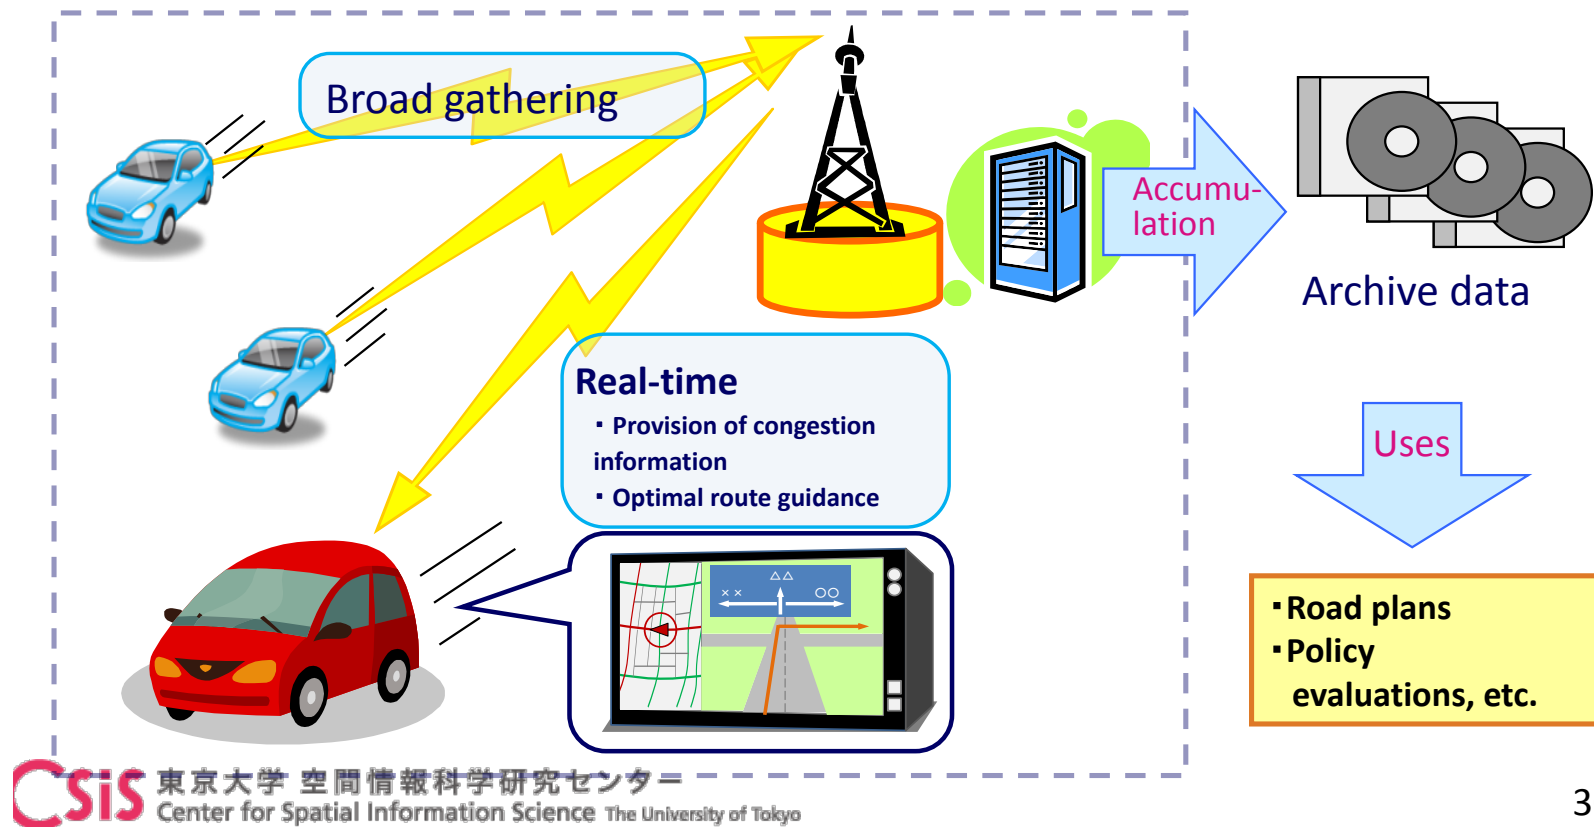 Broad gathering
Accumu-
lation
Archive data
Real-time
・Provision of congestion
information
・Optimal route guidance
Uses
△△
×× ○○
・Road plans
・Policy
evaluations, etc.
CSiS 東京大学 空間情報科学研究センター
Center for Spatial Information Science The University of Tokyo
3